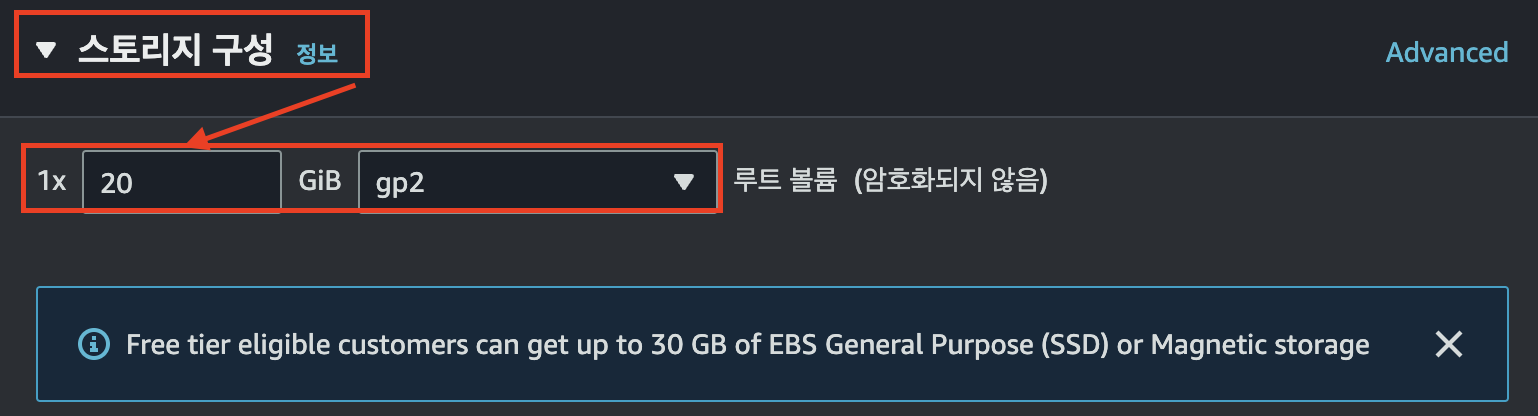 스토리지 구성 정보 Advanced
1x 20 GiB gp2 루트 볼륨 (암호화되지 않음)
Free tier eligible customers can get up to 30 GB of EBS General Purpose (SSD) or Magnetic storage